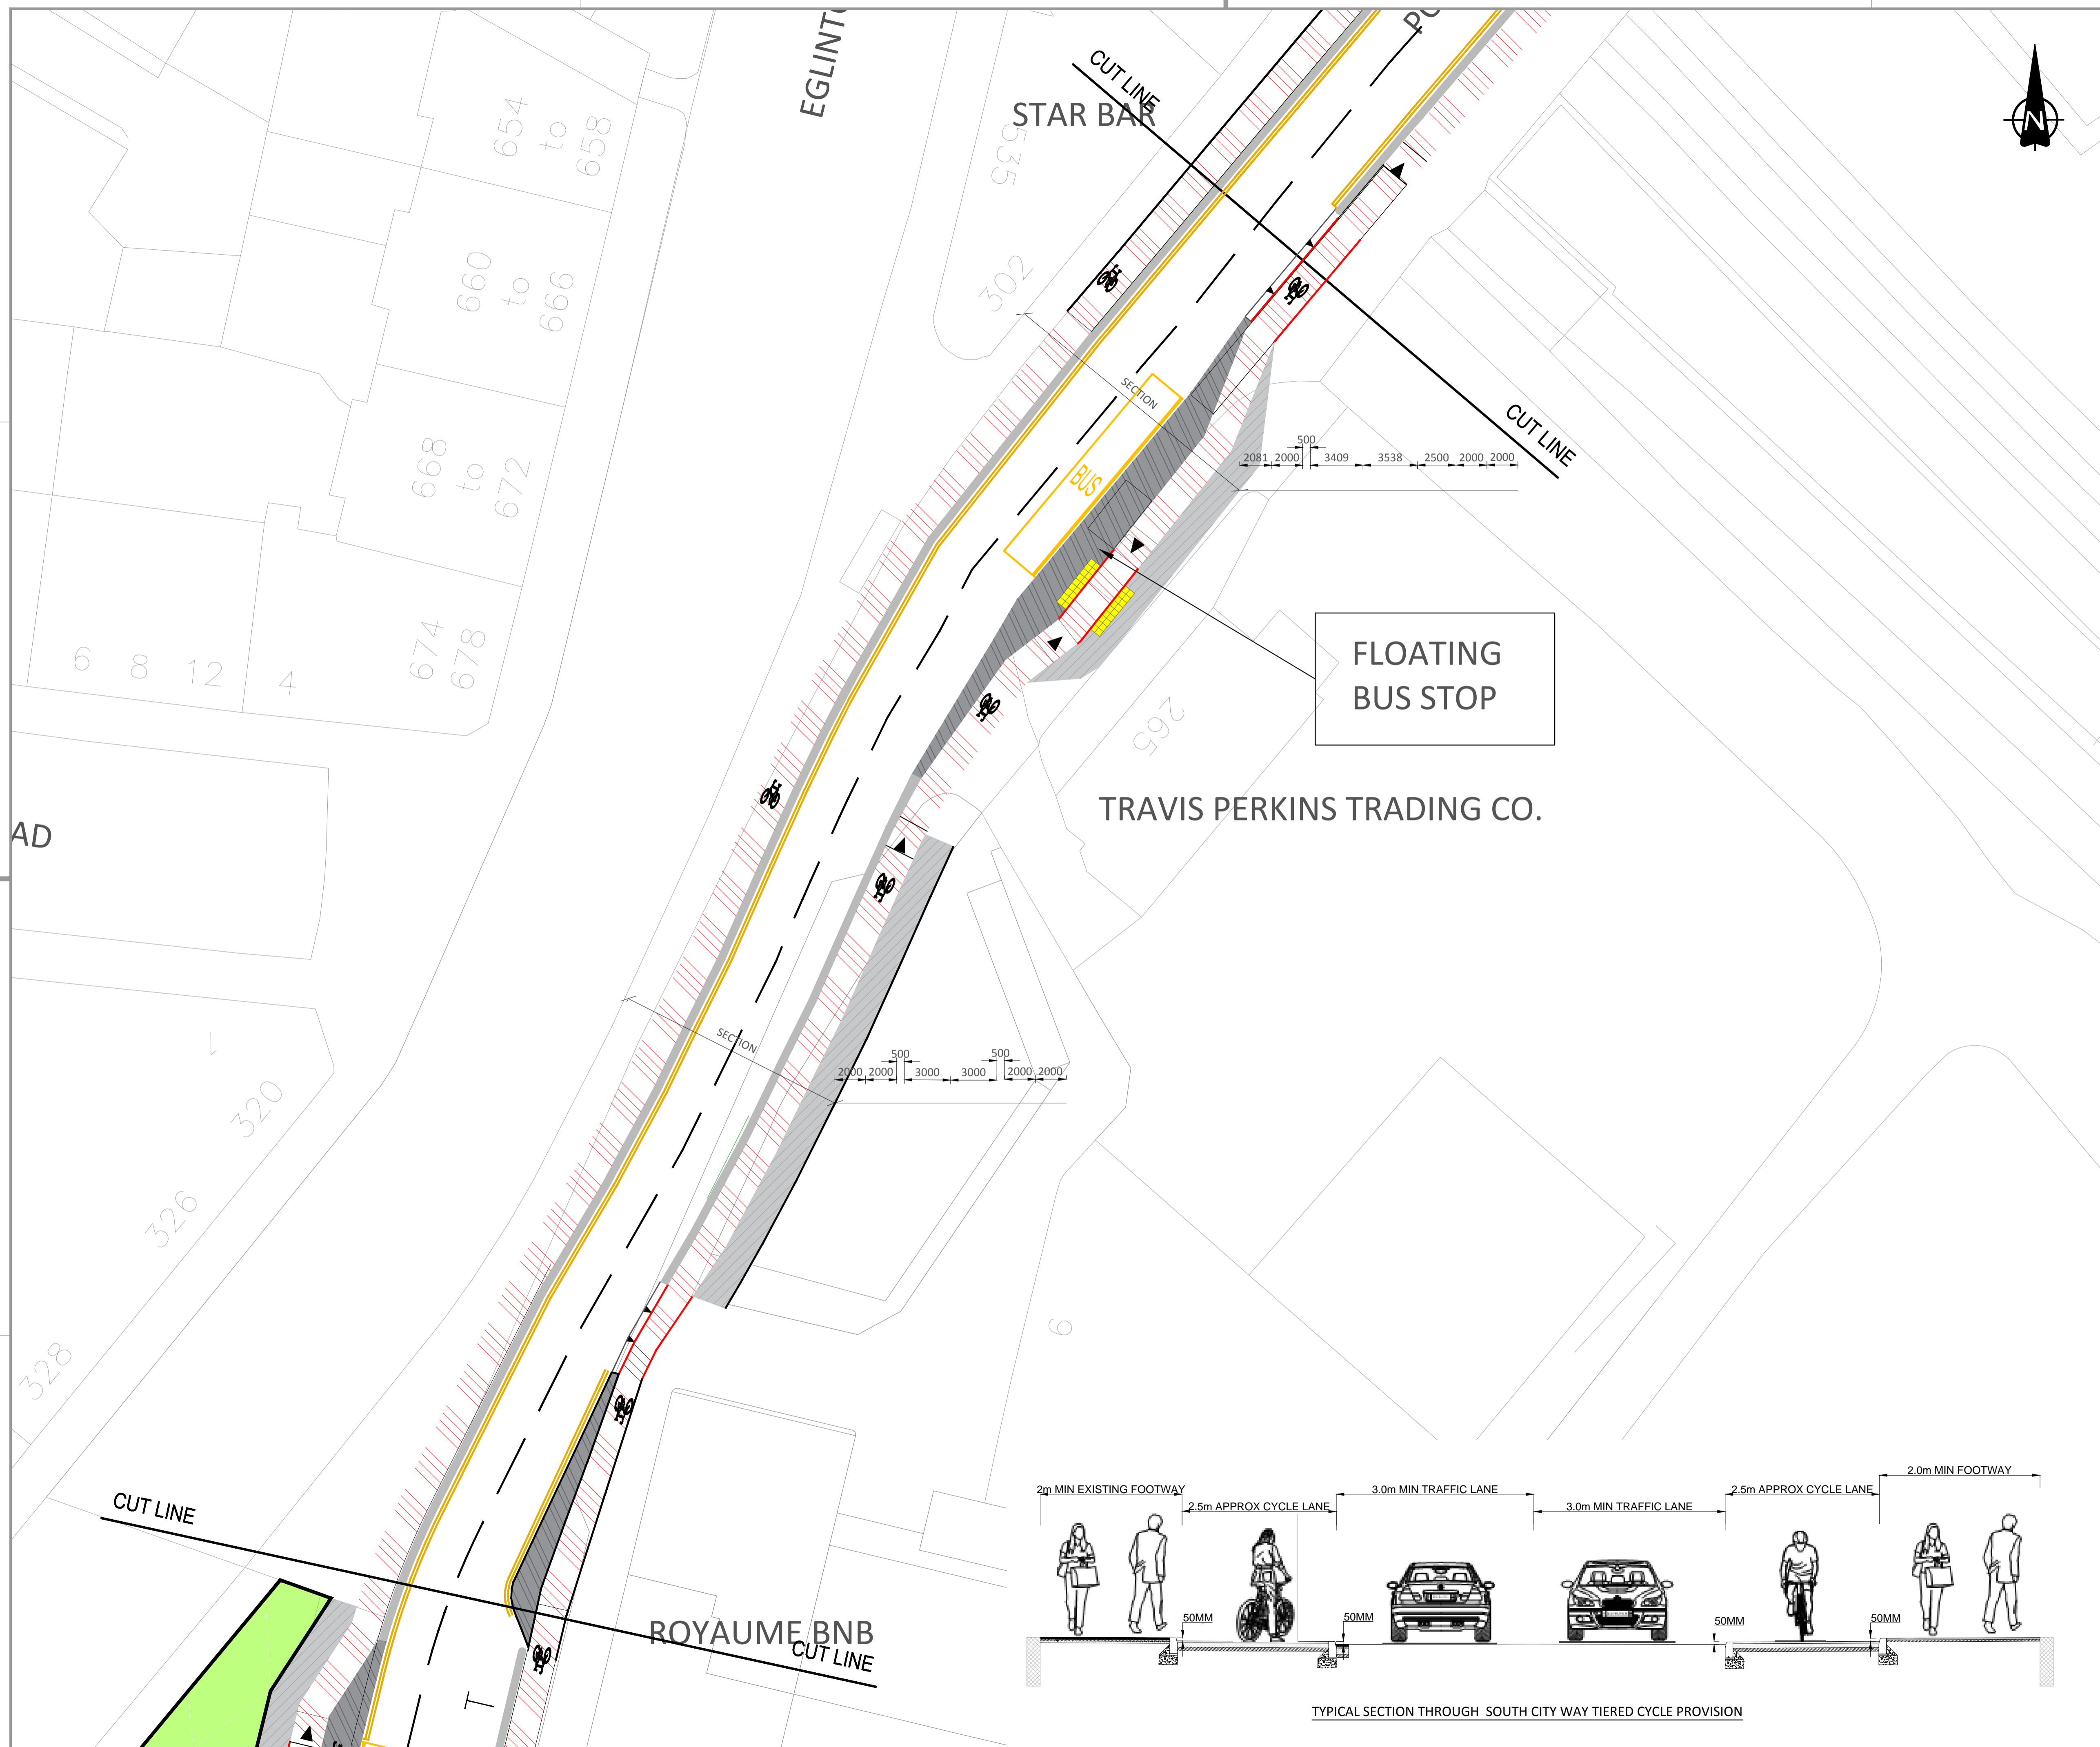 EGLINT
CUT LINE
STAR BAR
N
654
to
658
535
660
to
666
302
SECTION
CUT LINE
500
2081 2000 3409 3538 2500 2000 2000
668
to
672
BUS
6 8 12 4
674
678
FLOATING
BUS STOP
265
TRAVIS PERKINS TRADING CO.
AD
SECTION
500 500
2000 2000 3000 3000 2000 2000
320
326
328
9
CUT LINE
ROYAUME BNB
CUT LINE
2m MIN EXISTING FOOTWAY
2.5m APPROX CYCLE LANE
3.0m MIN TRAFFIC LANE
3.0m MIN TRAFFIC LANE
2.5m APPROX CYCLE LANE
2.0m MIN FOOTWAY
50MM
50MM
50MM
50MM
TYPICAL SECTION THROUGH SOUTH CITY WAY TIERED CYCLE PROVISION